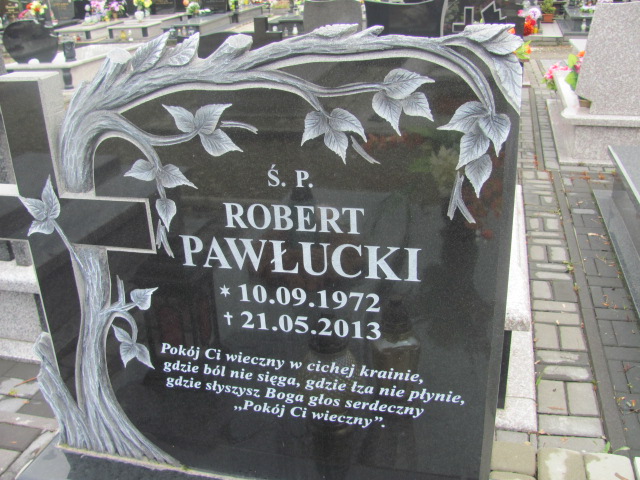 Ś. P.
ROBERT
PAWŁUCKI
* 10.09.1972
† 21.05.2013
Pokój Ci wieczny w cichej krainie,
gdzie ból nie sięga, gdzie łza nie płynie,
gdzie słyszysz Boga głos serdeczny
„Pokój Ci wieczny”.